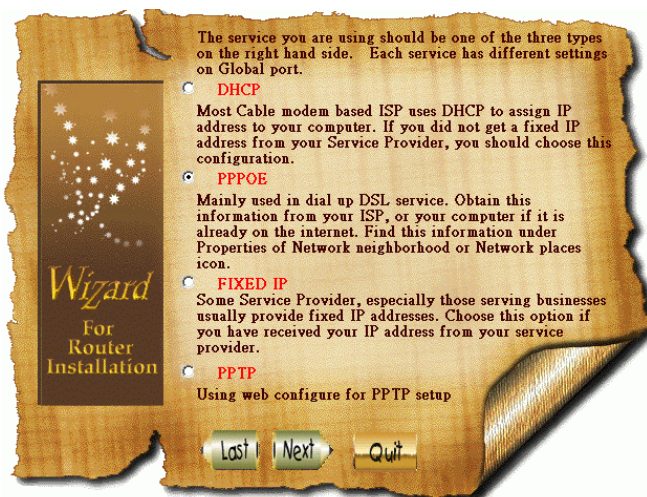 The service you are using should be one of the three types
on the right hand side. Each service has different settings
on Global port.
DHCP
Most Cable modem based ISP uses DHCP to assign IP
address to your computer. If you did not get a fixed IP
address from your Service Provider, you should choose this
configuration.
PPPOE
Mainly used in dial up DSL service. Obtain this
information from your ISP, or your computer if it is
already on the internet. Find this information under
Properties of Network neighborhood or Network places
icon.
FIXED IP
Some Service Provider, especially those serving businesses
usually provide fixed IP addresses. Choose this option if
you have received your IP address from your service
provider.
PPTP
Using web configure for PPTP setup
Wizard
For
Router
Installation
Last Next Quit